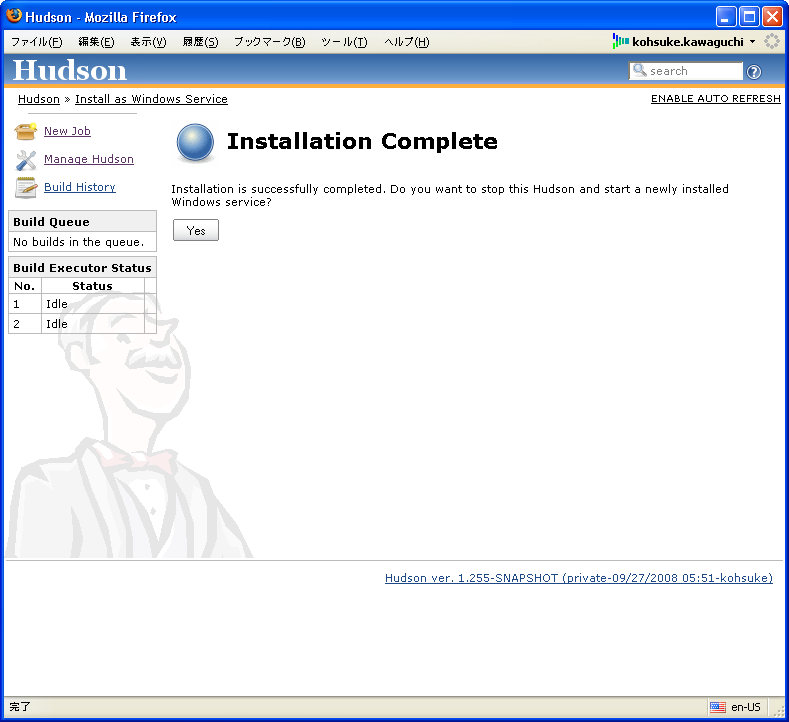 Hudson - Mozilla Firefox
ファイル(F) 編集(E) 表示(V) 履歴(S) ブックマーク(B) ツール(T) ヘルプ(H) kohsuke.kawaguchi
Hudson search ?
Hudson » Install as Windows Service ENABLE AUTO REFRESH
New Job
Manage Hudson
Build History
Build Queue
No builds in the queue.
Build Executor Status
No. Status
1 Idle
2 Idle
Installation Complete
Installation is successfully completed. Do you want to stop this Hudson and start a newly installed
Windows service?
Yes
Hudson ver. 1.255-SNAPSHOT (private-09/27/2008 05:51-kohsuke)
完了 en-US